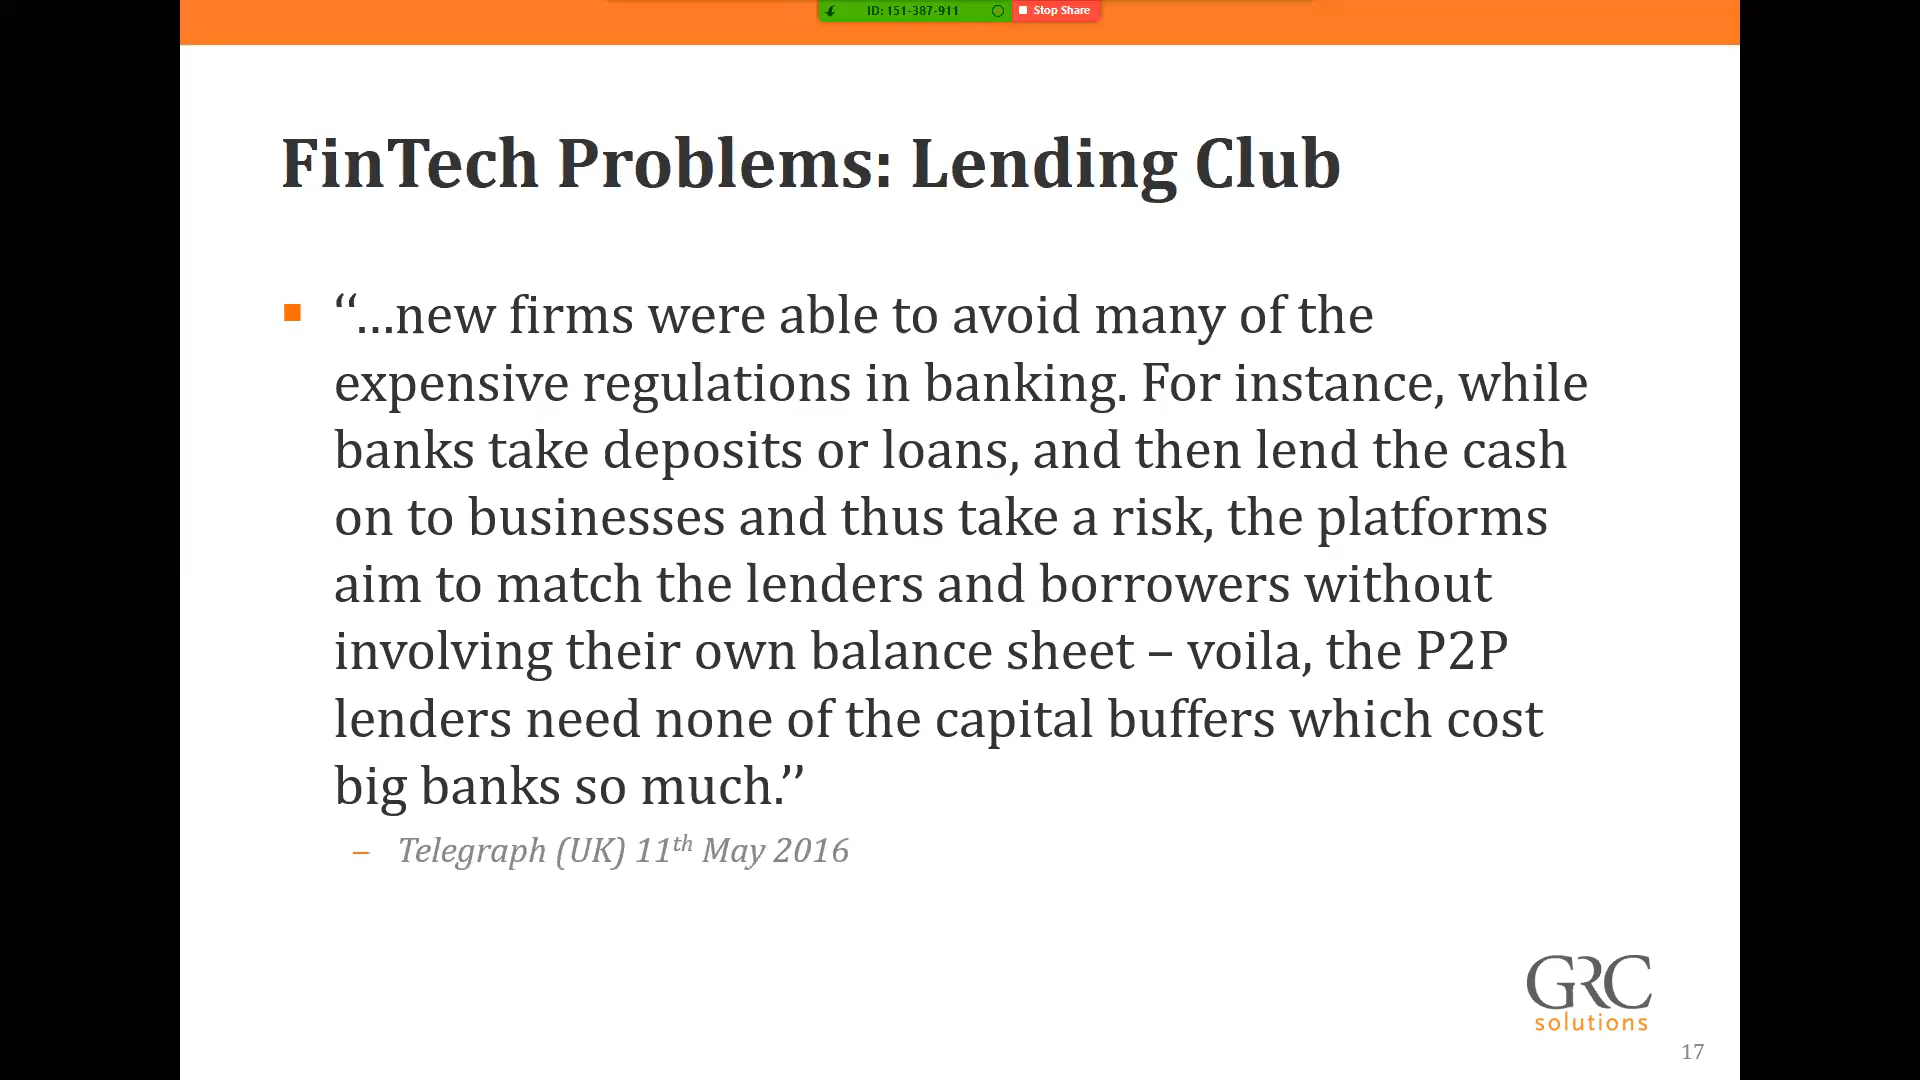 ID: 151-387-911
Stop Share
FinTech Problems: Lending Club
“…new firms were able to avoid many of the
expensive regulations in banking. For instance, while
banks take deposits or loans, and then lend the cash
on to businesses and thus take a risk, the platforms
aim to match the lenders and borrowers without
involving their own balance sheet – voila, the P2P
lenders need none of the capital buffers which cost
big banks so much.”
– Telegraph (UK) 11th May 2016
GRC
solutions
17